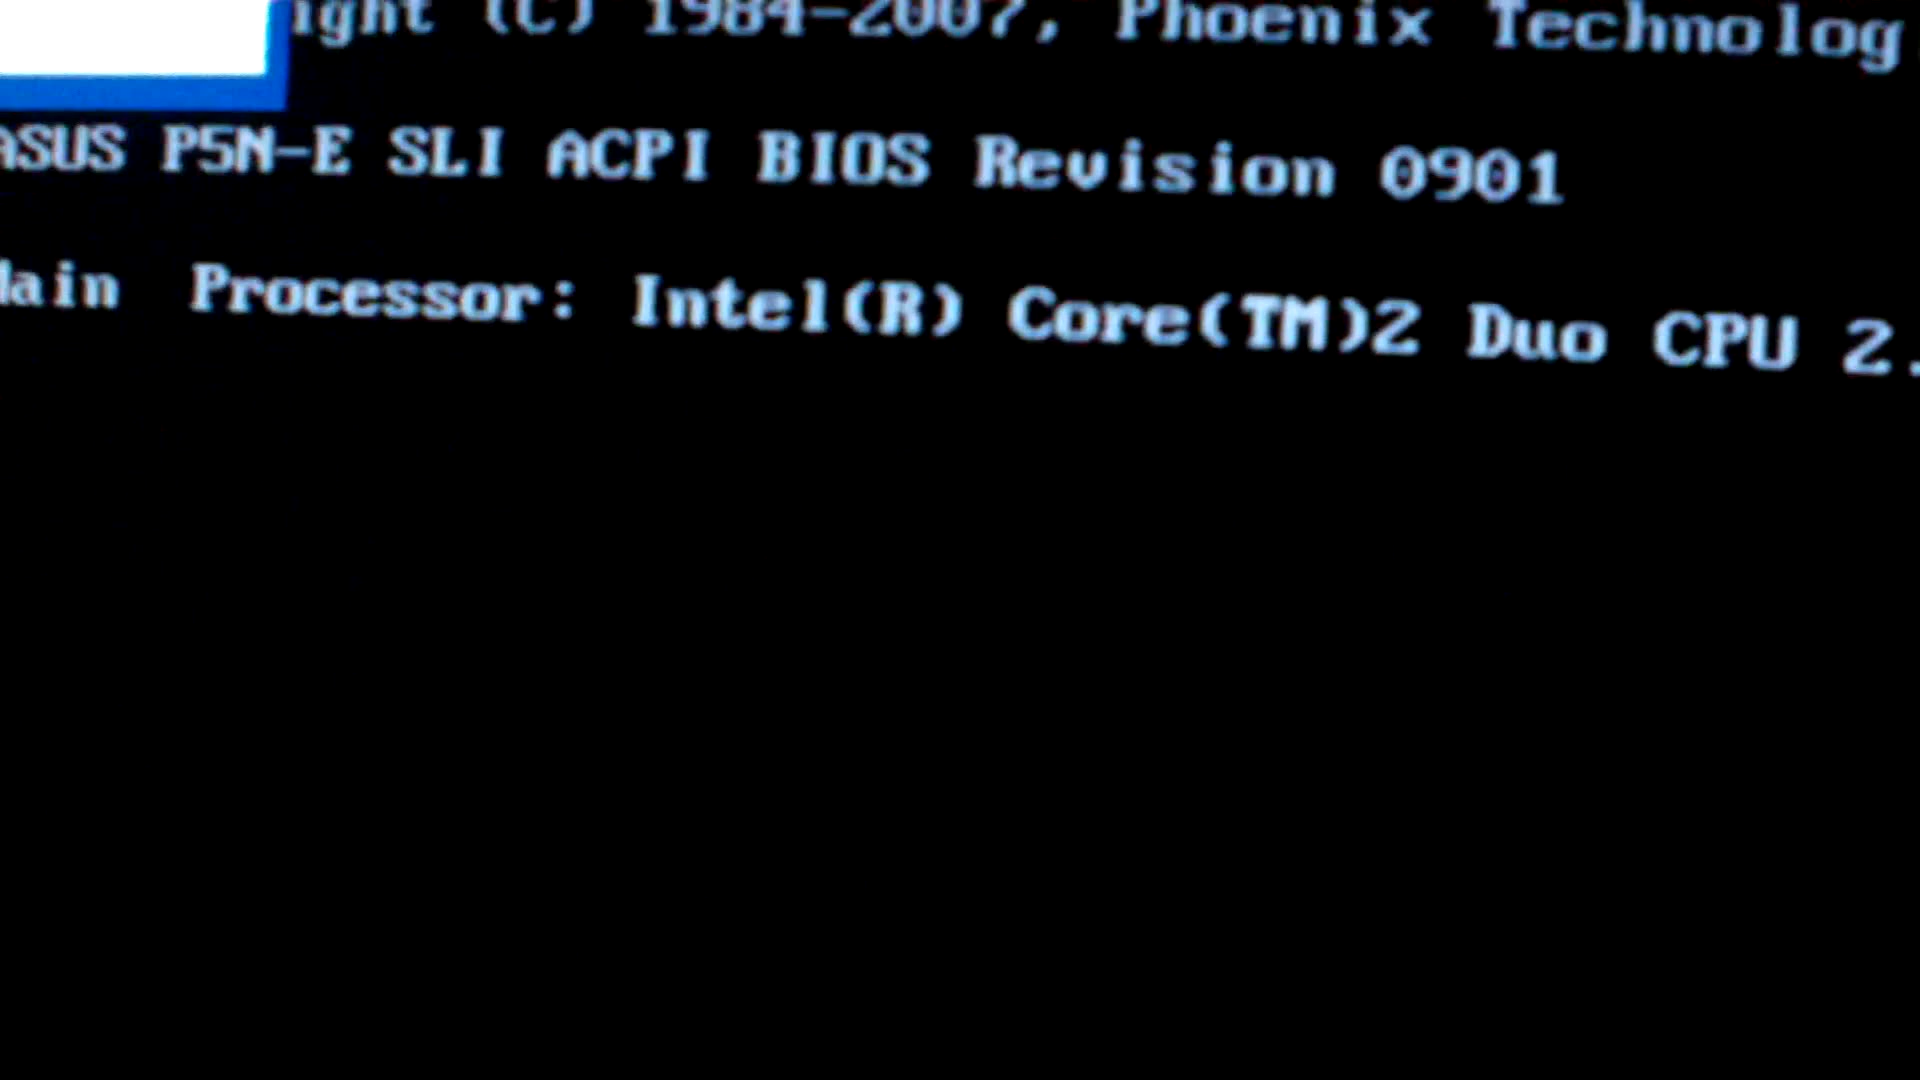 ight (C) 1984-2007, Phoenix Technolog
ASUS P5N-E SLI ACPI BIOS Revision 0901
Main Processor: Intel(R) Core(TM)2 Duo CPU 2.